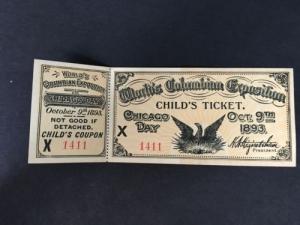 WORLD'S
COLUMBIAN EXPOSITION
CHICAGO DAY
October 9th 1893.
NOT GOOD IF
DETACHED.
CHILD'S COUPON
X 1411
World's Columbian Exposition
CHILD'S TICKET.
CHICAGO DAY
OCT. 9TH 1893.
X 1411
President.